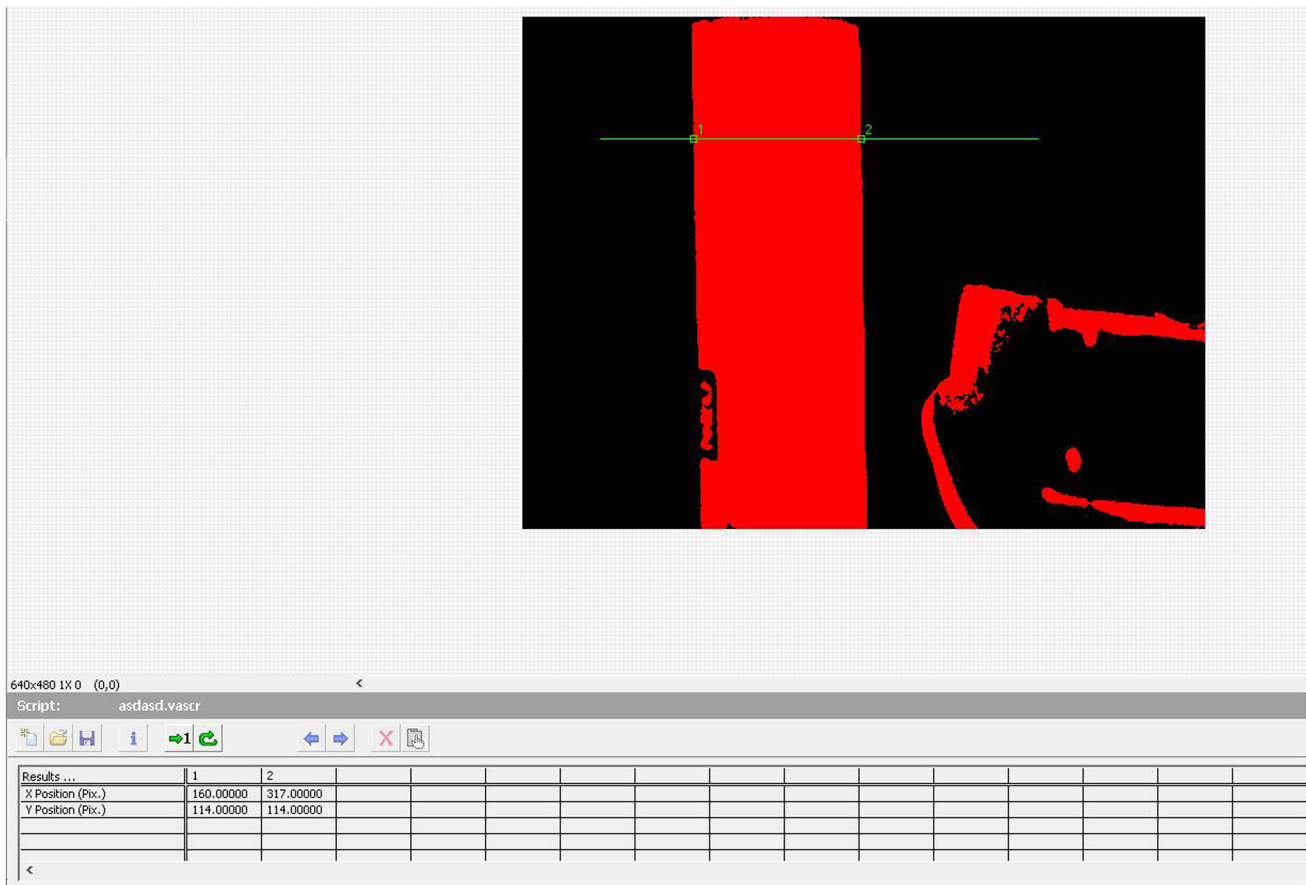 1 2
640x480 1X 0 (0,0) <
Script: asdasd.vascr
i 1
Results ... 1 2
X Position (Pix.) 160.00000 317.00000
Y Position (Pix.) 114.00000 114.00000
<